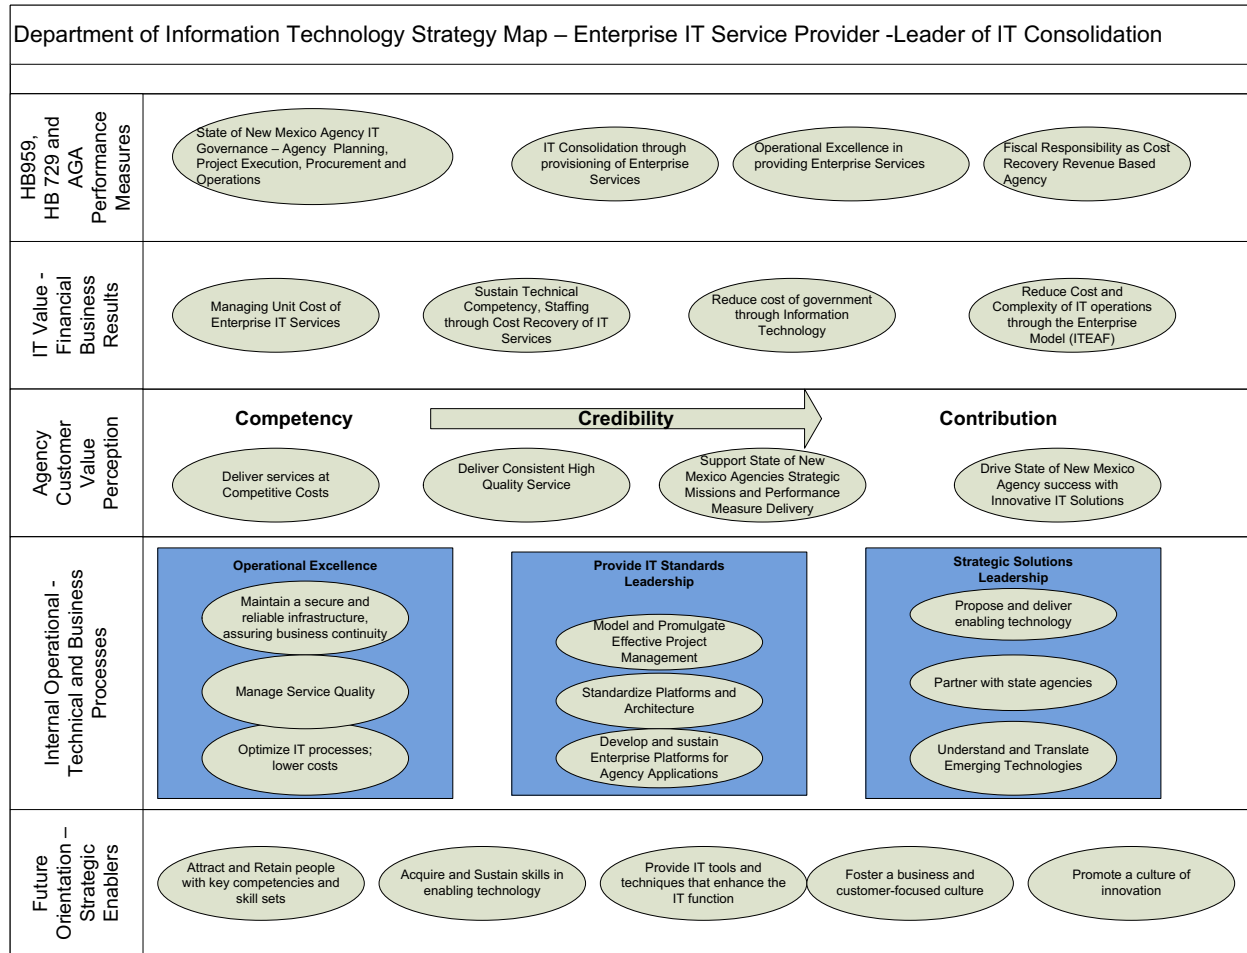 Department of Information Technology Strategy Map – Enterprise IT Service Provider -Leader of IT Consolidation
HB959,
HB 729 and
AGA
Performance
Measures
State of New Mexico Agency IT
Governance – Agency Planning,
Project Execution, Procurement and
Operations
IT Consolidation through
provisioning of Enterprise
Services
Operational Excellence in
providing Enterprise Services
Fiscal Responsibility as Cost
Recovery Revenue Based
Agency
IT Value -
Financial
Business
Results
Managing Unit Cost of
Enterprise IT Services
Sustain Technical
Competency, Staffing
through Cost Recovery of IT
Services
Reduce cost of government
through Information
Technology
Reduce Cost and
Complexity of IT operations
through the Enterprise
Model (ITEAF)
Agency
Customer
Value
Perception
Competency
Credibility
Contribution
Deliver services at
Competitive Costs
Deliver Consistent High
Quality Service
Support State of New
Mexico Agencies Strategic
Missions and Performance
Measure Delivery
Drive State of New Mexico
Agency success with
Innovative IT Solutions
Internal Operational -
Technical and Business
Processes
Operational Excellence
Maintain a secure and
reliable infrastructure,
assuring business continuity
Manage Service Quality
Optimize IT processes;
lower costs
Provide IT Standards
Leadership
Model and Promulgate
Effective Project
Management
Standardize Platforms and
Architecture
Develop and sustain
Enterprise Platforms for
Agency Applications
Strategic Solutions
Leadership
Propose and deliver
enabling technology
Partner with state agencies
Understand and Translate
Emerging Technologies
Future
Orientation –
Strategic
Enablers
Attract and Retain people
with key competencies and
skill sets
Acquire and Sustain skills in
enabling technology
Provide IT tools and
techniques that enhance the
IT function
Foster a business and
customer-focused culture
Promote a culture of
innovation